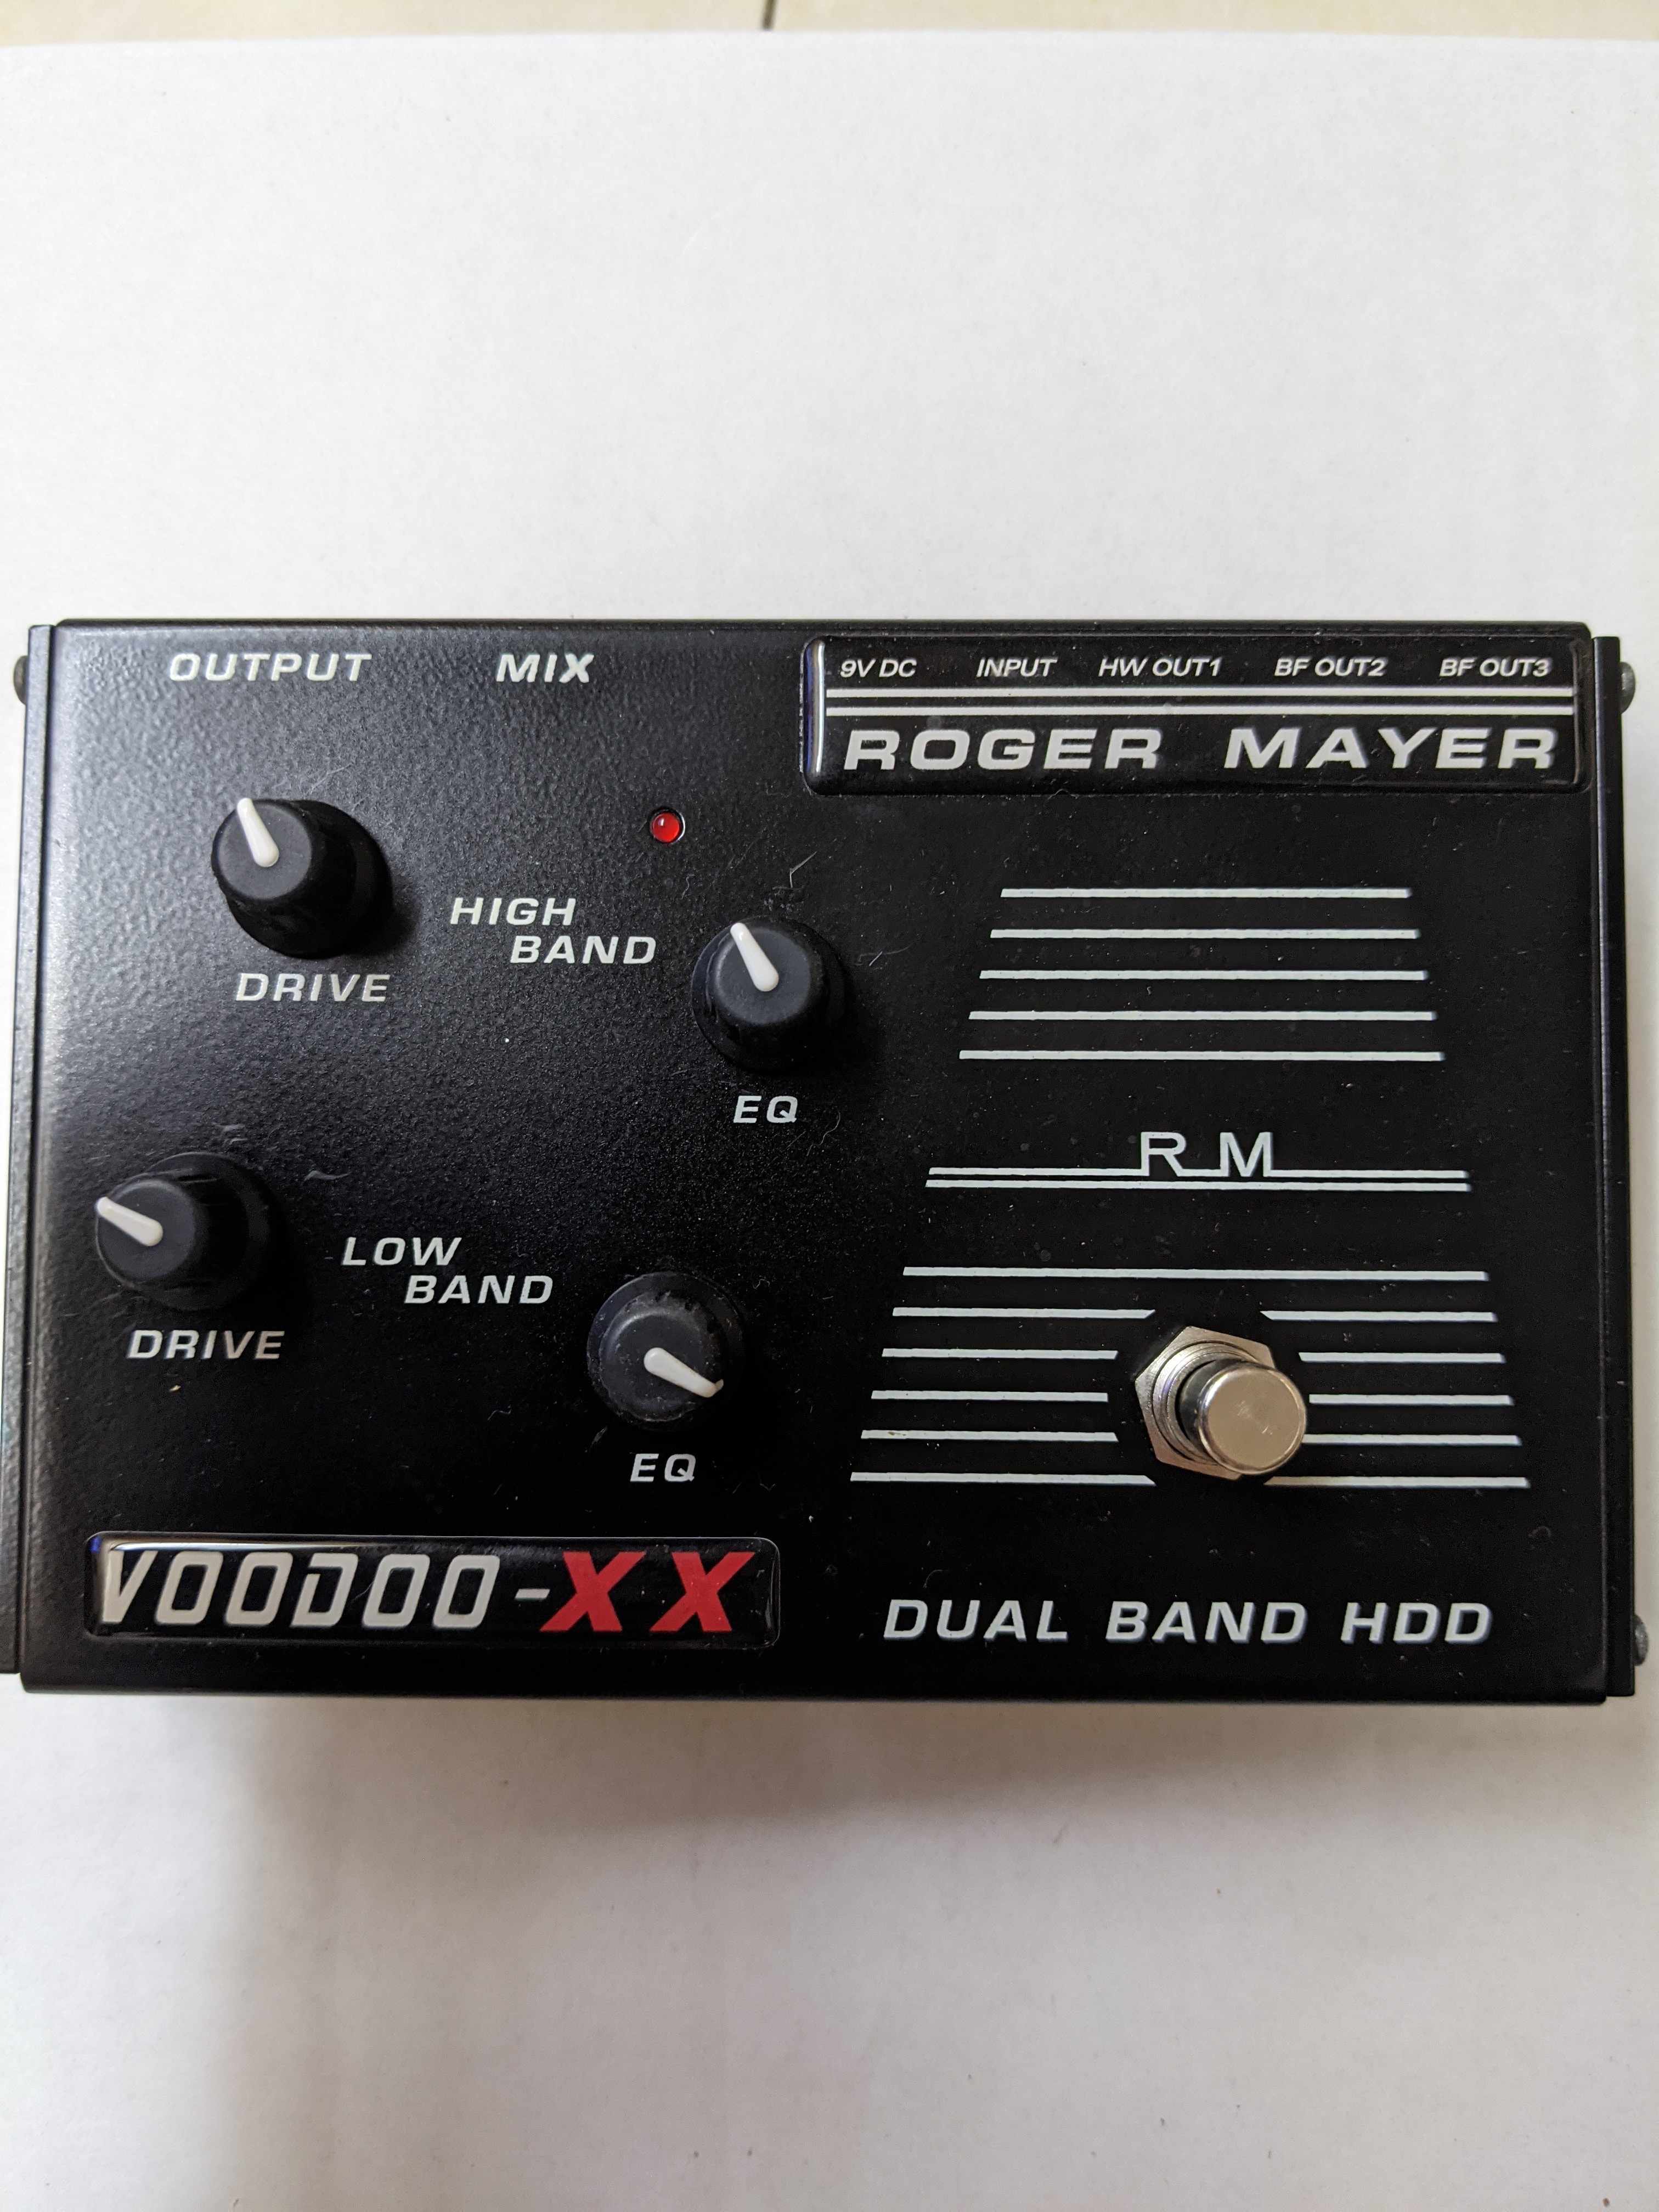 OUTPUT MIX
9V DC INPUT HW OUT1 BF OUT2 BF OUT3
ROGER MAYER
HIGH
BAND
DRIVE
EQ
RM
LOW
BAND
DRIVE
EQ
VOODOO-XX
DUAL BAND HDD